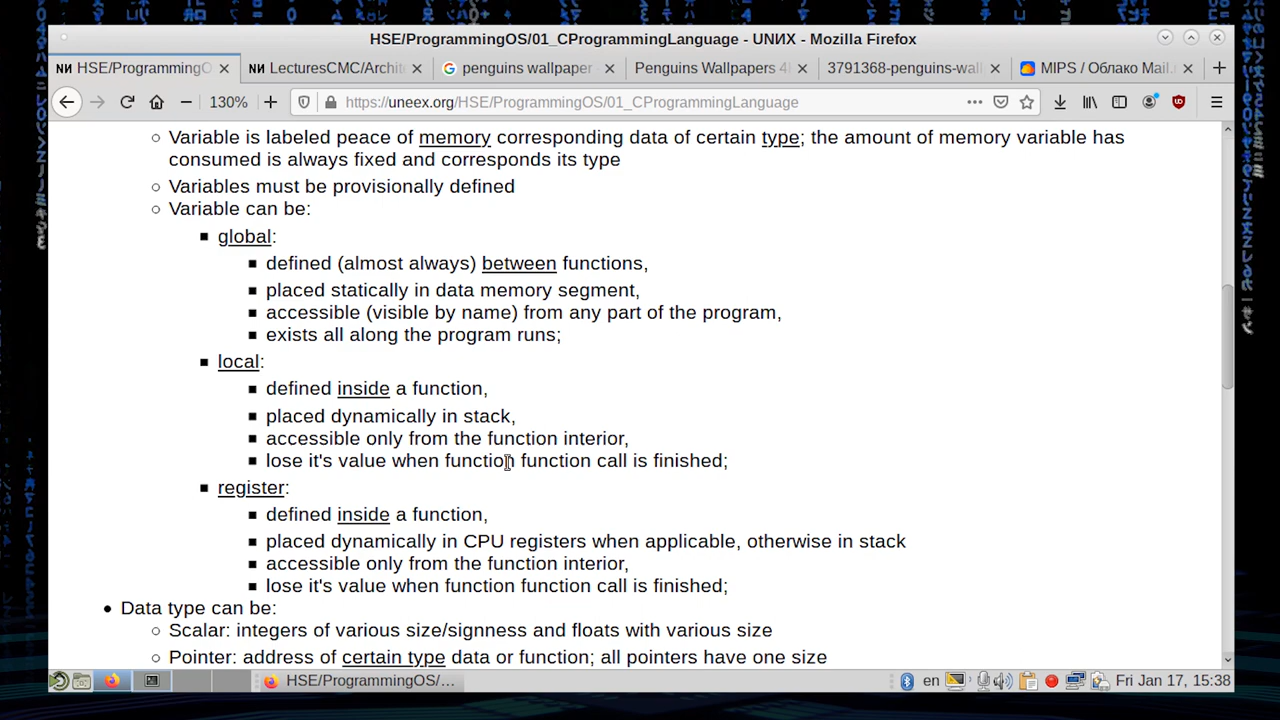 HSE/ProgrammingOS/01_CProgrammingLanguage - UNИX - Mozilla Firefox
NИ HSE/ProgrammingO
NИ LecturesCMC/Archit
penguins wallpaper -
Penguins Wallpapers 4
3791368-penguins-wal
MIPS / Облако Mail.
130%
https://uneex.org/HSE/ProgrammingOS/01_CProgrammingLanguage
Variable is labeled peace of memory corresponding data of certain type; the amount of memory variable has
consumed is always fixed and corresponds its type
Variables must be provisionally defined
Variable can be:
global:
defined (almost always) between functions,
placed statically in data memory segment,
accessible (visible by name) from any part of the program,
exists all along the program runs;
local:
defined inside a function,
placed dynamically in stack,
accessible only from the function interior,
lose it's value when function function call is finished;
register:
defined inside a function,
placed dynamically in CPU registers when applicable, otherwise in stack
accessible only from the function interior,
lose it's value when function function call is finished;
Data type can be:
Scalar: integers of various size/signness and floats with various size
Pointer: address of certain type data or function; all pointers have one size
HSE/ProgrammingOS/...
en
Fri Jan 17, 15:38